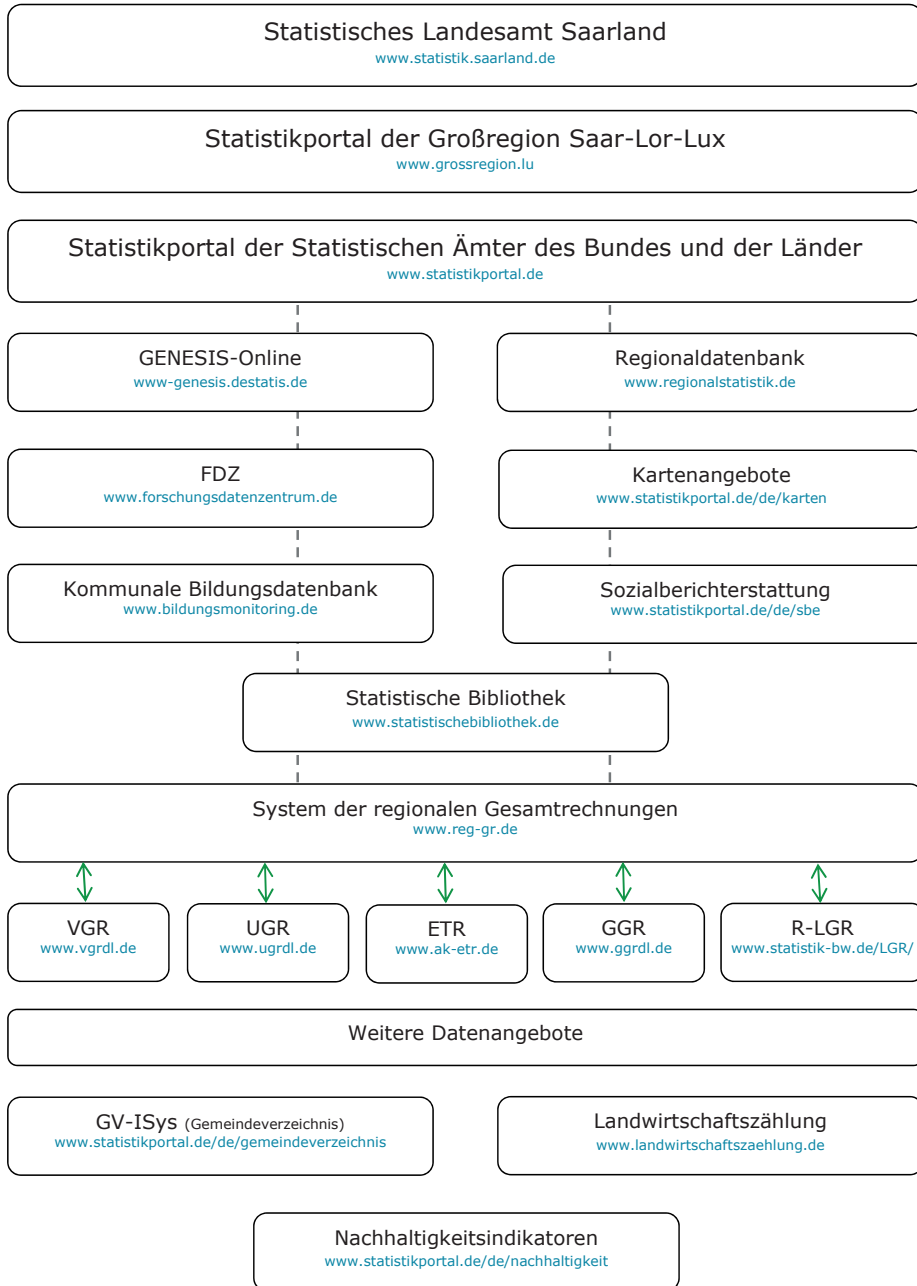 Statistisches Landesamt Saarland
www.statistik.saarland.de
Statistikportal der Großregion Saar-Lor-Lux
www.grossregion.lu
Statistikportal der Statistischen Ämter des Bundes und der Länder
www.statistikportal.de
GENESIS-Online
www-genesis.destatis.de
Regionaldatenbank
www.regionalstatistik.de
FDZ
www.forschungsdatenzentrum.de
Kartenangebote
www.statistikportal.de/de/karten
Kommunale Bildungsdatenbank
www.bildungsmonitoring.de
Sozialberichterstattung
www.statistikportal.de/de/sbe
Statistische Bibliothek
www.statistischebibliothek.de
System der regionalen Gesamtrechnungen
www.reg-gr.de
VGR
www.vgrdl.de
UGR
www.ugrdl.de
ETR
www.ak-etr.de
GGR
www.ggrdl.de
R-LGR
www.statistik-bw.de/LGR/
Weitere Datenangebote
GV-ISys (Gemeindeverzeichnis)
www.statistikportal.de/de/gemeindeverzeichnis
Landwirtschaftszählung
www.landwirtschaftszaehlung.de
Nachhaltigkeitsindikatoren
www.statistikportal.de/de/nachhaltigkeit